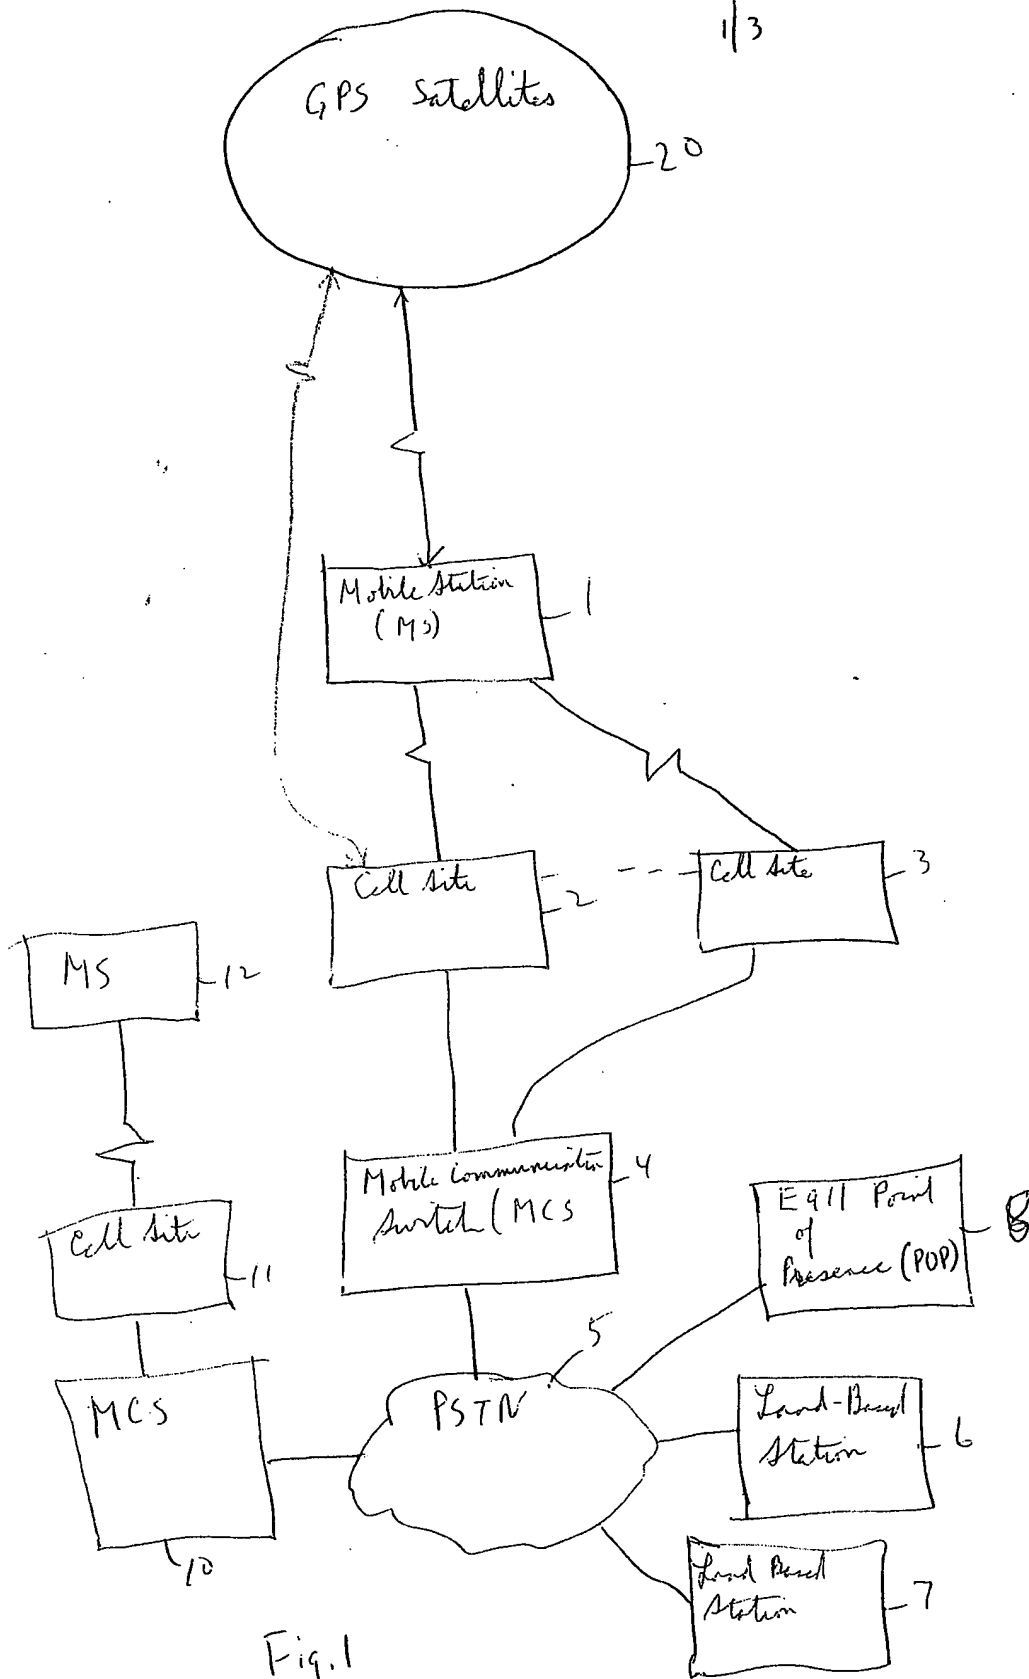 1/3
GPS Satellites
20
Mobile Station
(MS)
1
Cell Site
2
Cell Site
3
MS
12
Mobile Communication
Switch (MCS
4
E911 Point
of
Presence (POP)
8
Cell Site
11
5
MCS
PSTN
Land-Based
Station
6
10
Land Based
Station
7
Fig. 1